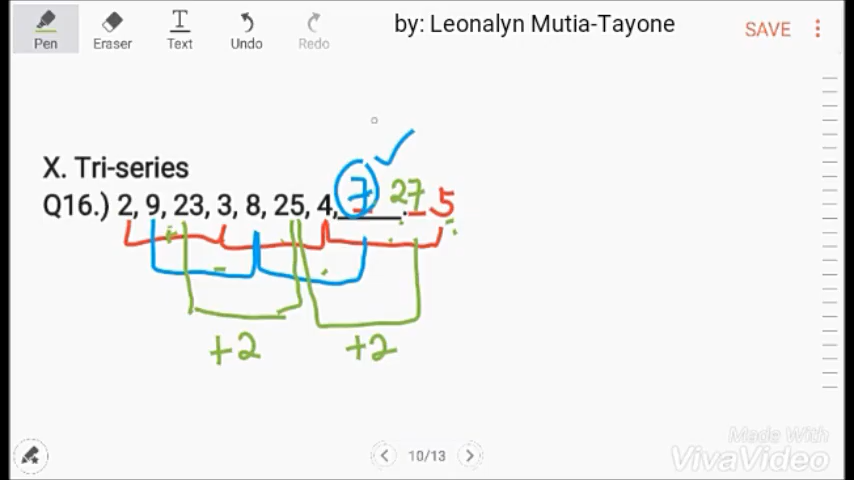 by: Leonalyn Mutia-Tayone
SAVE
Pen
Eraser
Text
Undo
Redo
X. Tri-series
Q16.) 2, 9, 23, 3, 8, 25, 4, 7 27 5
+2 +2
10/13
Made With
VivaVideo